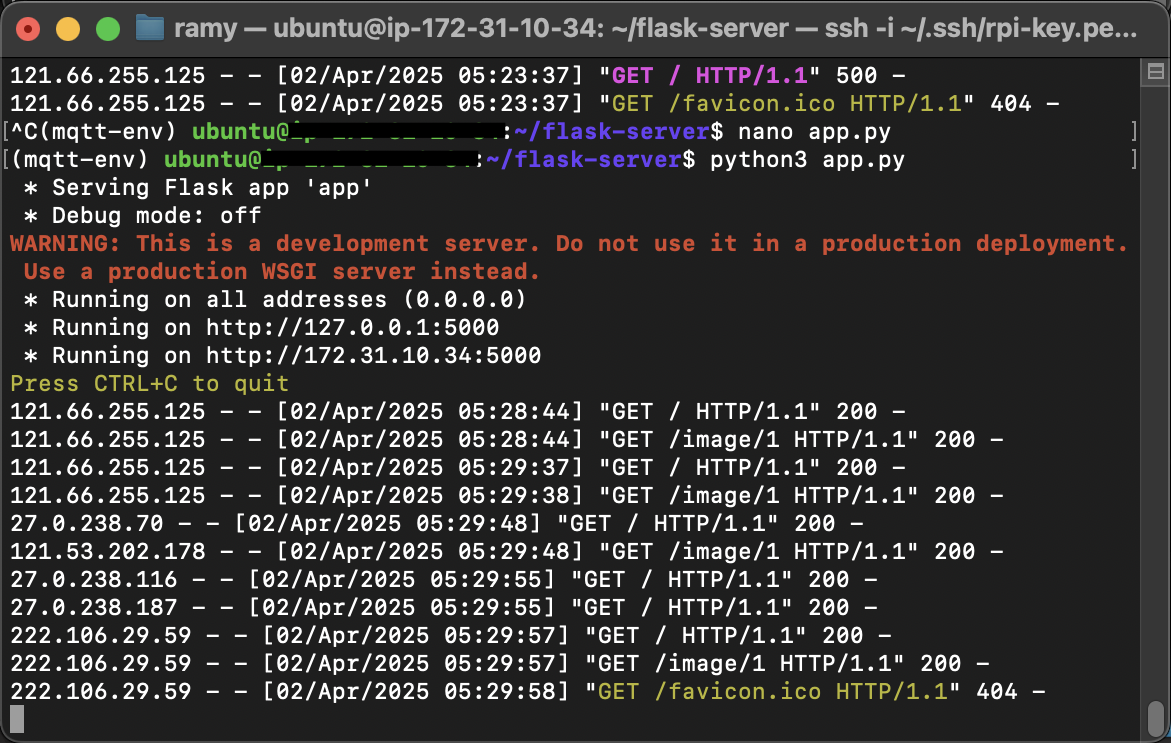 ramy — ubuntu@ip-172-31-10-34: ~/flask-server — ssh -i ~/.ssh/rpi-key.pe...
121.66.255.125 - - [02/Apr/2025 05:23:37] "GET / HTTP/1.1" 500 -
121.66.255.125 - - [02/Apr/2025 05:23:37] "GET /favicon.ico HTTP/1.1" 404 -
[^C(mqtt-env) ubuntu@:~/flask-server$ nano app.py ]
[(mqtt-env) ubuntu@:~/flask-server$ python3 app.py ]
* Serving Flask app 'app'
* Debug mode: off
WARNING: This is a development server. Do not use it in a production deployment.
Use a production WSGI server instead.
* Running on all addresses (0.0.0.0)
* Running on http://127.0.0.1:5000
* Running on http://172.31.10.34:5000
Press CTRL+C to quit
121.66.255.125 - - [02/Apr/2025 05:28:44] "GET / HTTP/1.1" 200 -
121.66.255.125 - - [02/Apr/2025 05:28:44] "GET /image/1 HTTP/1.1" 200 -
121.66.255.125 - - [02/Apr/2025 05:29:37] "GET / HTTP/1.1" 200 -
121.66.255.125 - - [02/Apr/2025 05:29:38] "GET /image/1 HTTP/1.1" 200 -
27.0.238.70 - - [02/Apr/2025 05:29:48] "GET / HTTP/1.1" 200 -
121.53.202.178 - - [02/Apr/2025 05:29:48] "GET /image/1 HTTP/1.1" 200 -
27.0.238.116 - - [02/Apr/2025 05:29:55] "GET / HTTP/1.1" 200 -
27.0.238.187 - - [02/Apr/2025 05:29:55] "GET / HTTP/1.1" 200 -
222.106.29.59 - - [02/Apr/2025 05:29:57] "GET / HTTP/1.1" 200 -
222.106.29.59 - - [02/Apr/2025 05:29:57] "GET /image/1 HTTP/1.1" 200 -
222.106.29.59 - - [02/Apr/2025 05:29:58] "GET /favicon.ico HTTP/1.1" 404 -